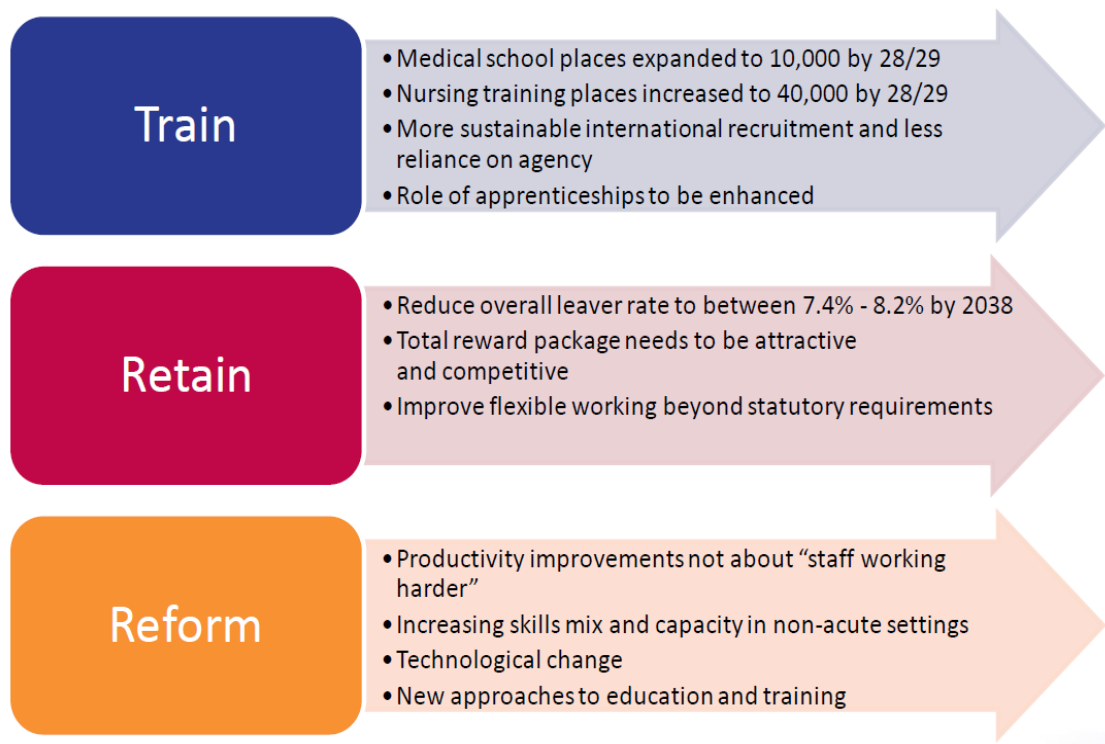 Train
•Medical school places expanded to 10,000 by 28/29
•Nursing training places increased to 40,000 by 28/29
•More sustainable international recruitment and less
reliance on agency
•Role of apprenticeships to be enhanced
Retain
•Reduce overall leaver rate to between 7.4% - 8.2% by 2038
•Total reward package needs to be attractive
and competitive
•Improve flexible working beyond statutory requirements
Reform
•Productivity improvements not about “staff working
harder”
•Increasing skills mix and capacity in non-acute settings
•Technological change
•New approaches to education and training